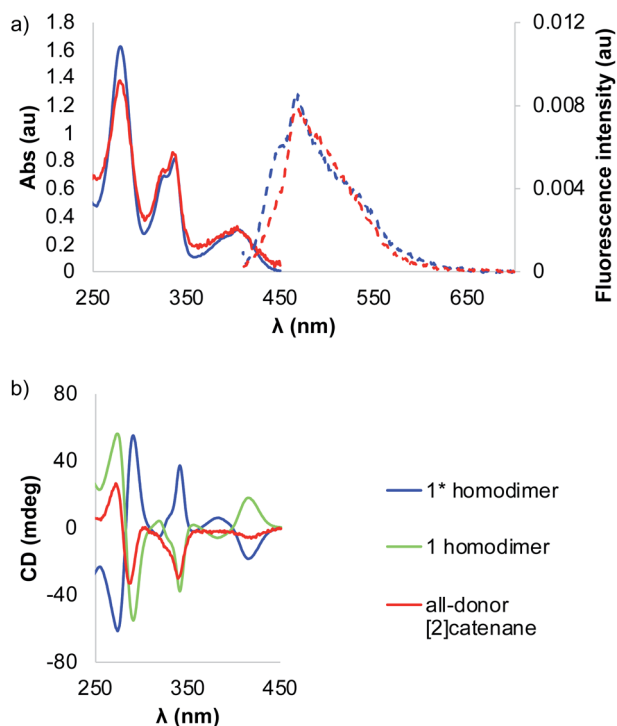 a)
1.8
1.6
1.4
1.2
1
0.8
0.6
0.4
0.2
0
Abs (au)
250 350 450 550 650
λ (nm)
0.012
0.008
0.004
0
Fluorescence intensity (au)
b)
80
40
0
-40
-80
CD (mdeg)
250 350 450
λ (nm)
1* homodimer
1 homodimer
all-donor
[2]catenane